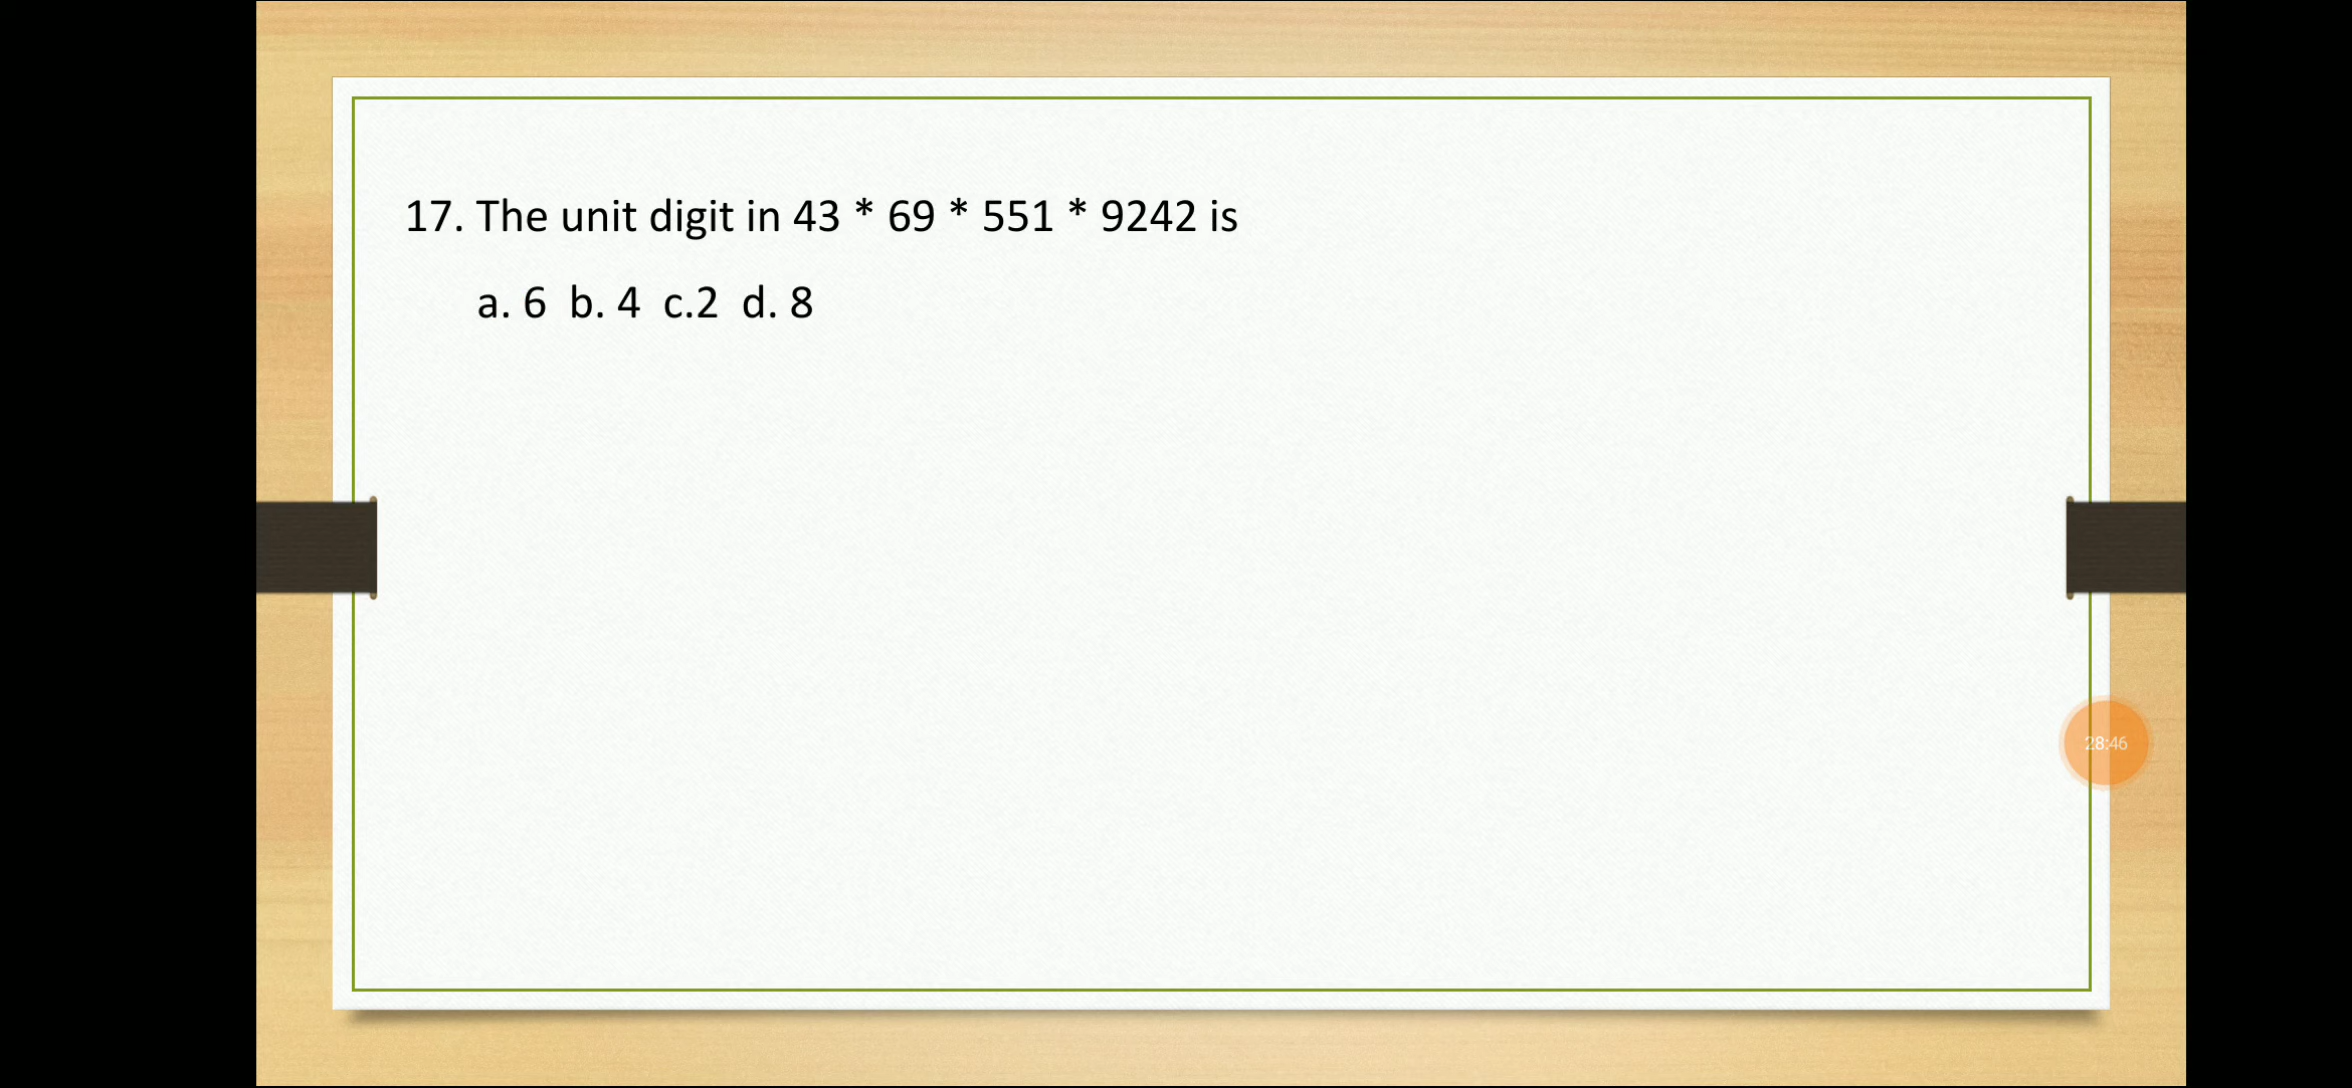 17. The unit digit in 43 * 69 * 551 * 9242 is
a. 6 b. 4 c.2 d. 8
28:46